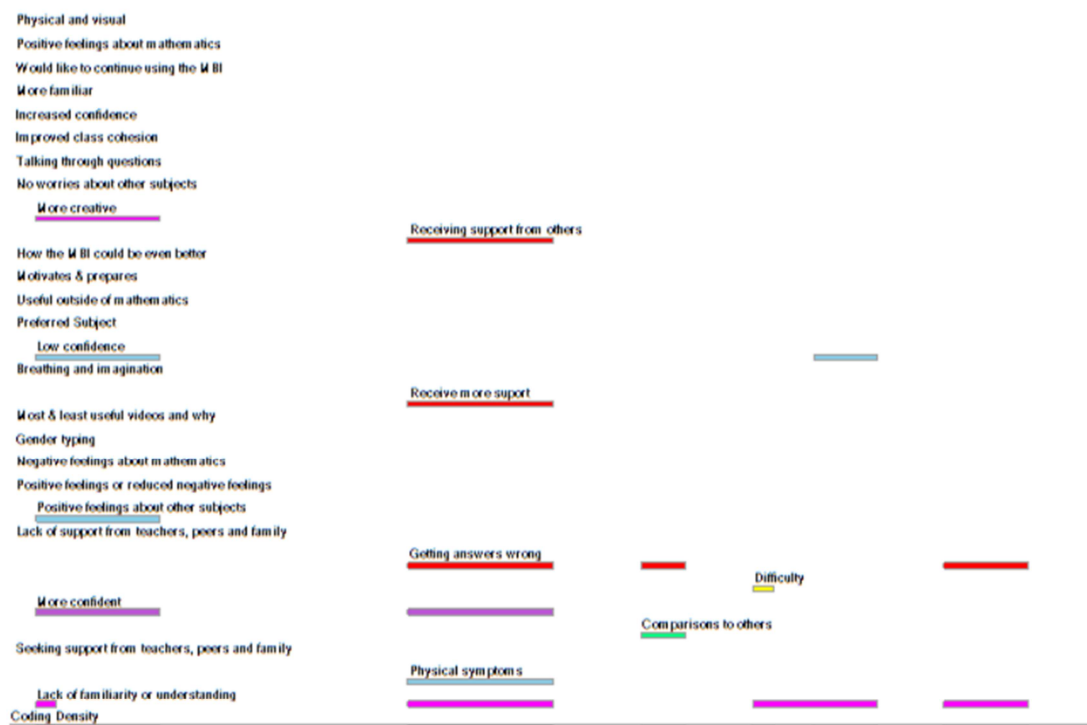 Physical and visual
Positive feelings about mathematics
Would like to continue using the MBI
More familiar
Increased confidence
Improved class cohesion
Talking through questions
No worries about other subjects
More creative
Receiving support from others
How the MBI could be even better
Motivates & prepares
Useful outside of mathematics
Preferred Subject
Low confidence
Breathing and imagination
Receive more suport
Most & least useful videos and why
Gender typing
Negative feelings about mathematics
Positive feelings or reduced negative feelings
Positive feelings about other subjects
Lack of support from teachers, peers and family
Getting answers wrong
Difficulty
More confident
Comparisons to others
Seeking support from teachers, peers and family
Physical symptoms
Lack of familiarity or understanding
Coding Density